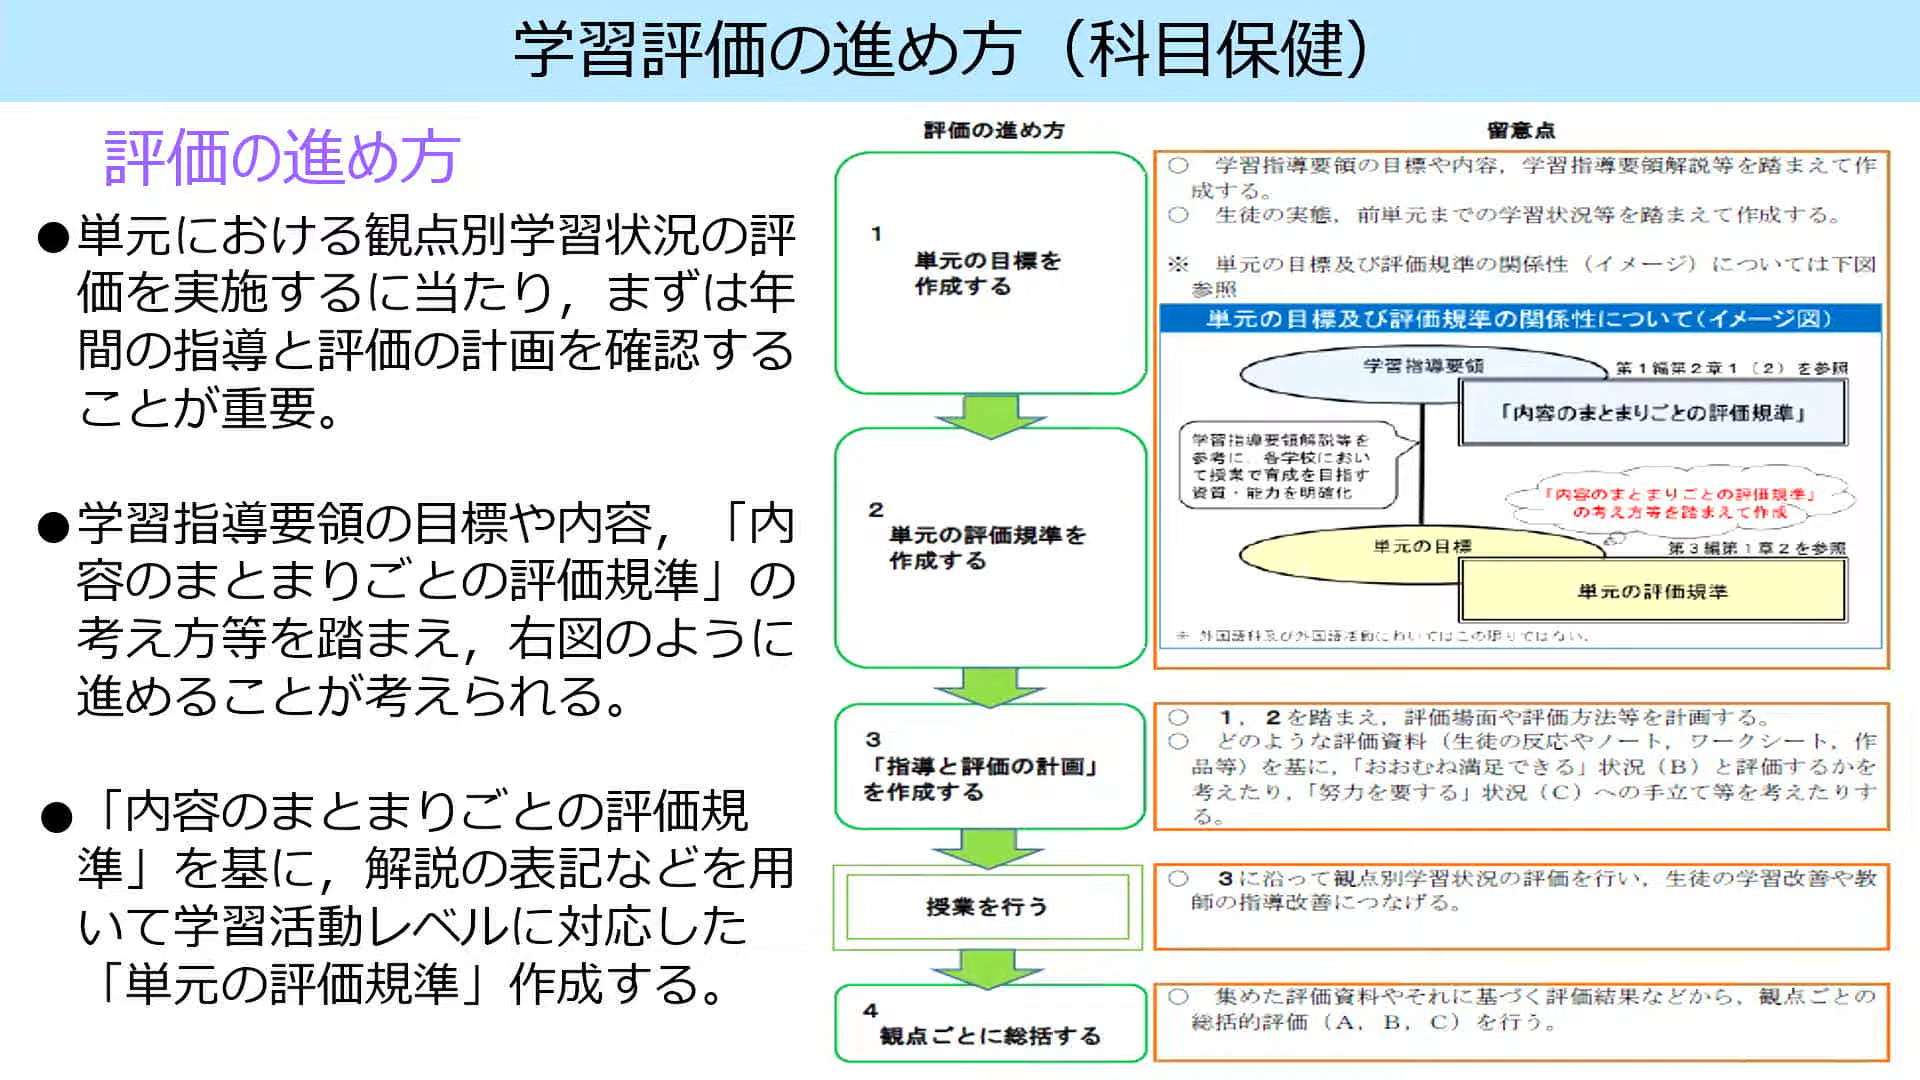 学習評価の進め方（科目保健）
評価の進め方
●単元における観点別学習状況の評
価を実施するに当たり，まずは年
間の指導と評価の計画を確認する
ことが重要。
●学習指導要領の目標や内容，「内
容のまとまりごとの評価規準」の
考え方等を踏まえ，右図のように
進めることが考えられる。
●「内容のまとまりごとの評価規
準」を基に，解説の表記などを用
いて学習活動レベルに対応した
「単元の評価規準」作成する。
評価の進め方
留意点
1
単元の目標を
作成する
○　学習指導要領の目標や内容，学習指導要領解説等を踏まえて作
成する。
○　生徒の実態，前単元までの学習状況等を踏まえて作成する。
※　単元の目標及び評価規準の関係性（イメージ）については下図
参照
単元の目標及び評価規準の関係性について（イメージ図）
学習指導要領
第１編第２章１（２）を参照
「内容のまとまりごとの評価規準」
学習指導要領解説等を
参考に，各学校におい
て授業で育成を目指す
資質・能力を明確化
「内容のまとまりごとの評価規準」
の考え方等を踏まえて作成
単元の目標
第３編第１章２を参照
単元の評価規準
※ 外国語科及び外国語活動においてはこの限りではない。
2
単元の評価規準を
作成する
3
「指導と評価の計画」
を作成する
○　1，2を踏まえ，評価場面や評価方法等を計画する。
○　どのような評価資料（生徒の反応やノート，ワークシート，作
品等）を基に，「おおむね満足できる」状況（Ｂ）と評価するかを
考えたり，「努力を要する」状況（Ｃ）への手立て等を考えたりす
る。
授業を行う
○　3に沿って観点別学習状況の評価を行い，生徒の学習改善や教
師の指導改善につなげる。
4
観点ごとに総括する
○　集めた評価資料やそれに基づく評価結果などから，観点ごとの
総括的評価（Ａ，Ｂ，Ｃ）を行う。